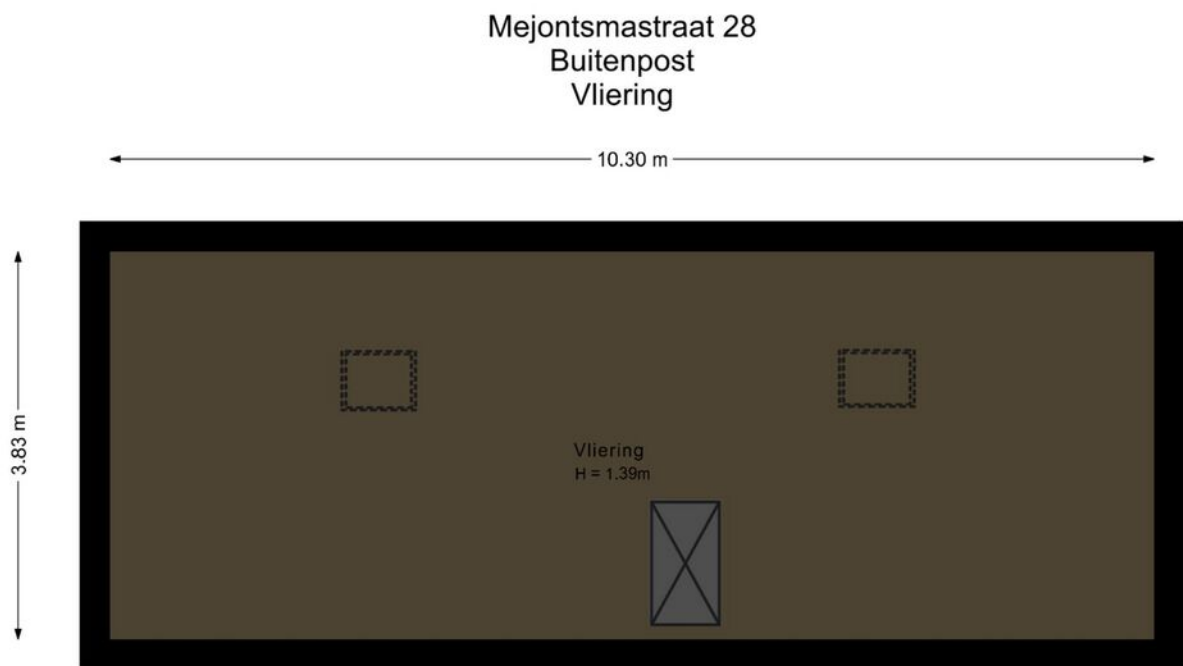 Mejontsmastraat 28
Buitenpost
Vliering
10.30 m
3.83 m
Vliering
H = 1.39m